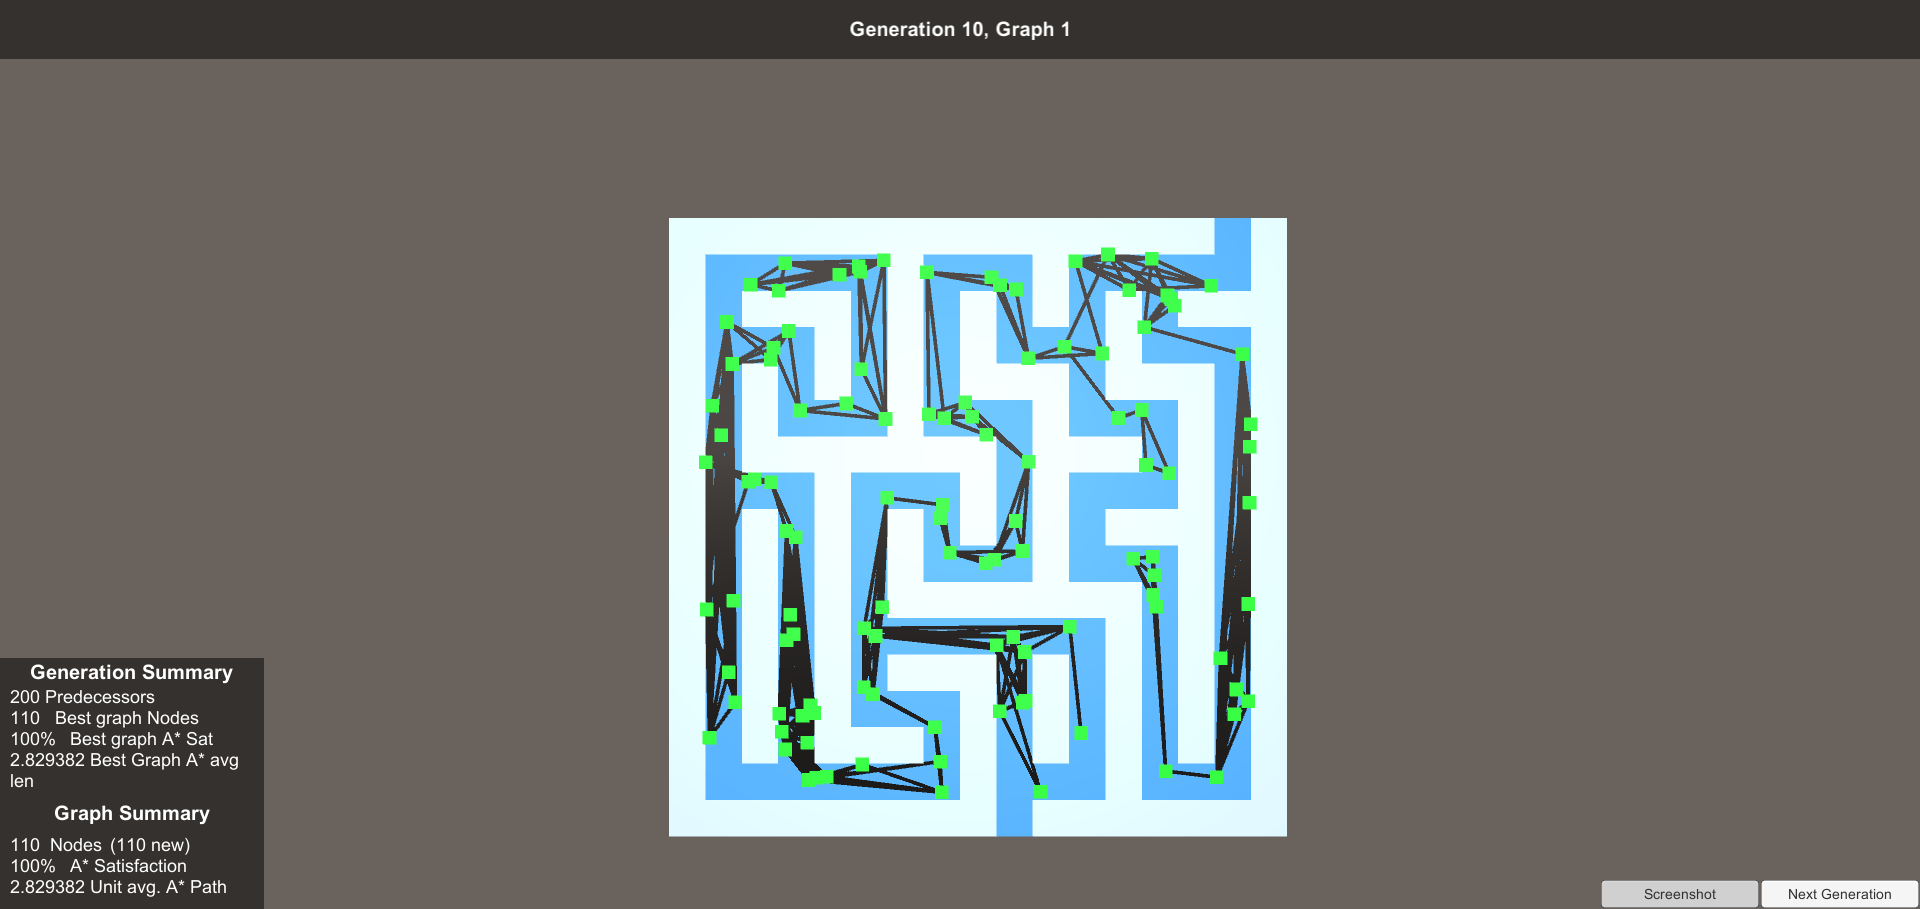 Generation 10, Graph 1
Generation Summary
200 Predecessors
110 Best graph Nodes
100% Best graph A* Sat
2.829382 Best Graph A* avg
len
Graph Summary
110 Nodes (110 new)
100% A* Satisfaction
2.829382 Unit avg. A* Path
Screenshot
Next Generation